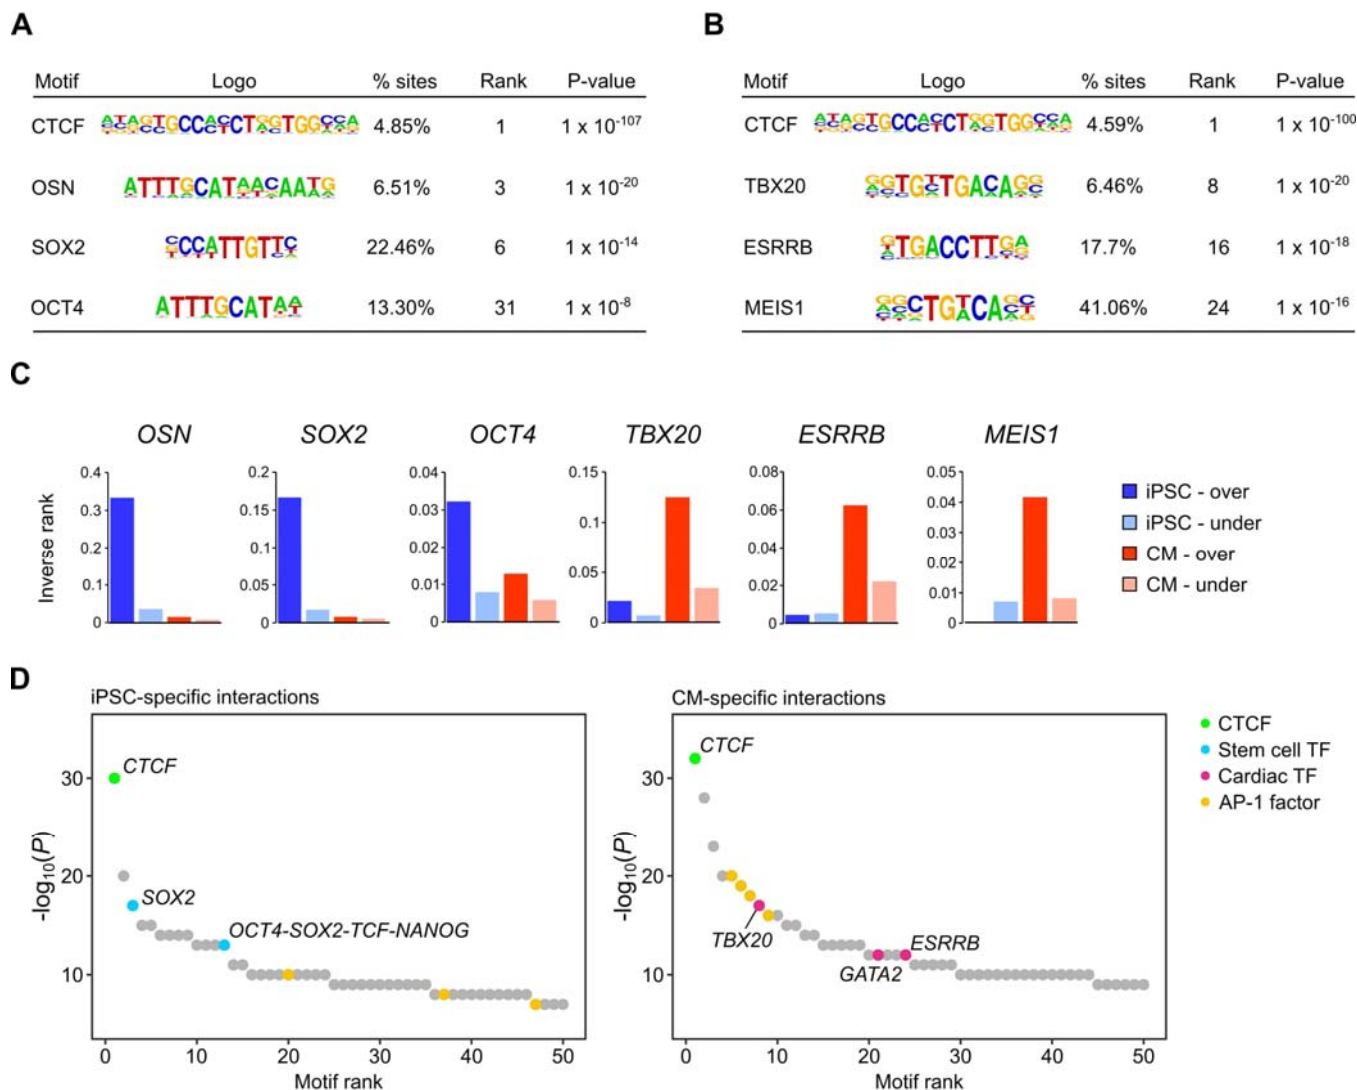 A
Motif Logo % sites Rank P-value
CTCF 4.85% 1 1 x 10-107
OSN ATTTGCATAACAATG 6.51% 3 1 x 10-20
SOX2 CCCATTGTTC 22.46% 6 1 x 10-14
OCT4 ATTTGCATAA 13.30% 31 1 x 10-8
B
Motif Logo % sites Rank P-value
CTCF 4.59% 1 1 x 10-100
TBX20 GGTGCTGACAGG 6.46% 8 1 x 10-20
ESRRB GTGACCTTGA 17.7% 16 1 x 10-18
MEIS1 GGCTGTCAGC 41.06% 24 1 x 10-16
C
OSN SOX2 OCT4 TBX20 ESRRB MEIS1
Inverse rank
0.4
0.3
0.2
0.1
0
0.2
0.15
0.1
0.05
0
0.04
0.03
0.02
0.01
0
0.15
0.1
0.05
0
0.08
0.06
0.04
0.02
0
0.05
0.04
0.03
0.02
0.01
0
iPSC - over
iPSC - under
CM - over
CM - under
D
iPSC-specific interactions
-log10(P)
30
20
10
CTCF
SOX2
OCT4-SOX2-TCF-NANOG
0 10 20 30 40 50
Motif rank
CM-specific interactions
-log10(P)
30
20
10
CTCF
TBX20
GATA2
ESRRB
0 10 20 30 40 50
Motif rank
CTCF
Stem cell TF
Cardiac TF
AP-1 factor